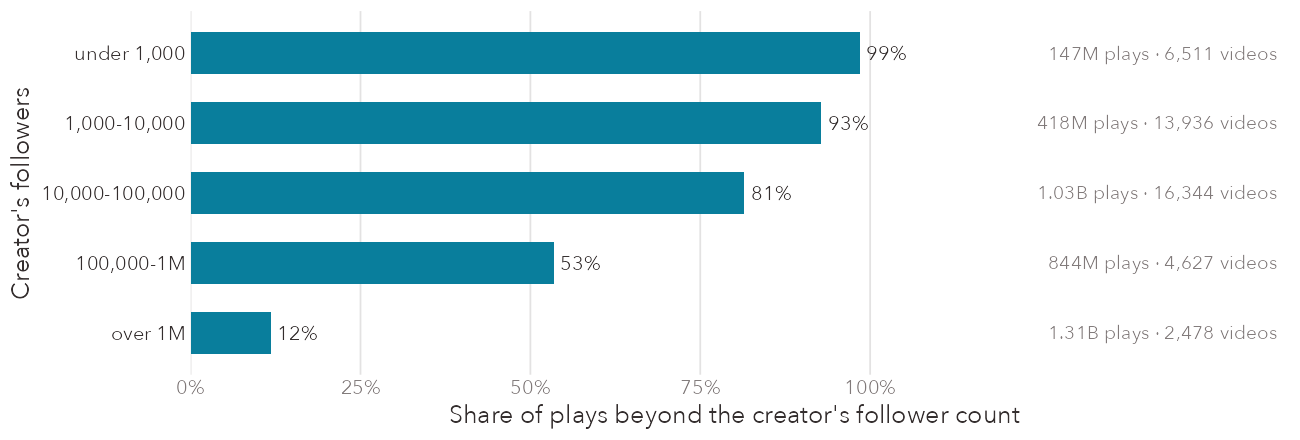 under 1,000 99% 147M plays · 6,511 videos
1,000-10,000 93% 418M plays · 13,936 videos
10,000-100,000 81% 1.03B plays · 16,344 videos
100,000-1M 53% 844M plays · 4,627 videos
over 1M 12% 1.31B plays · 2,478 videos
0% 25% 50% 75% 100%
Share of plays beyond the creator's follower count
Creator's followers